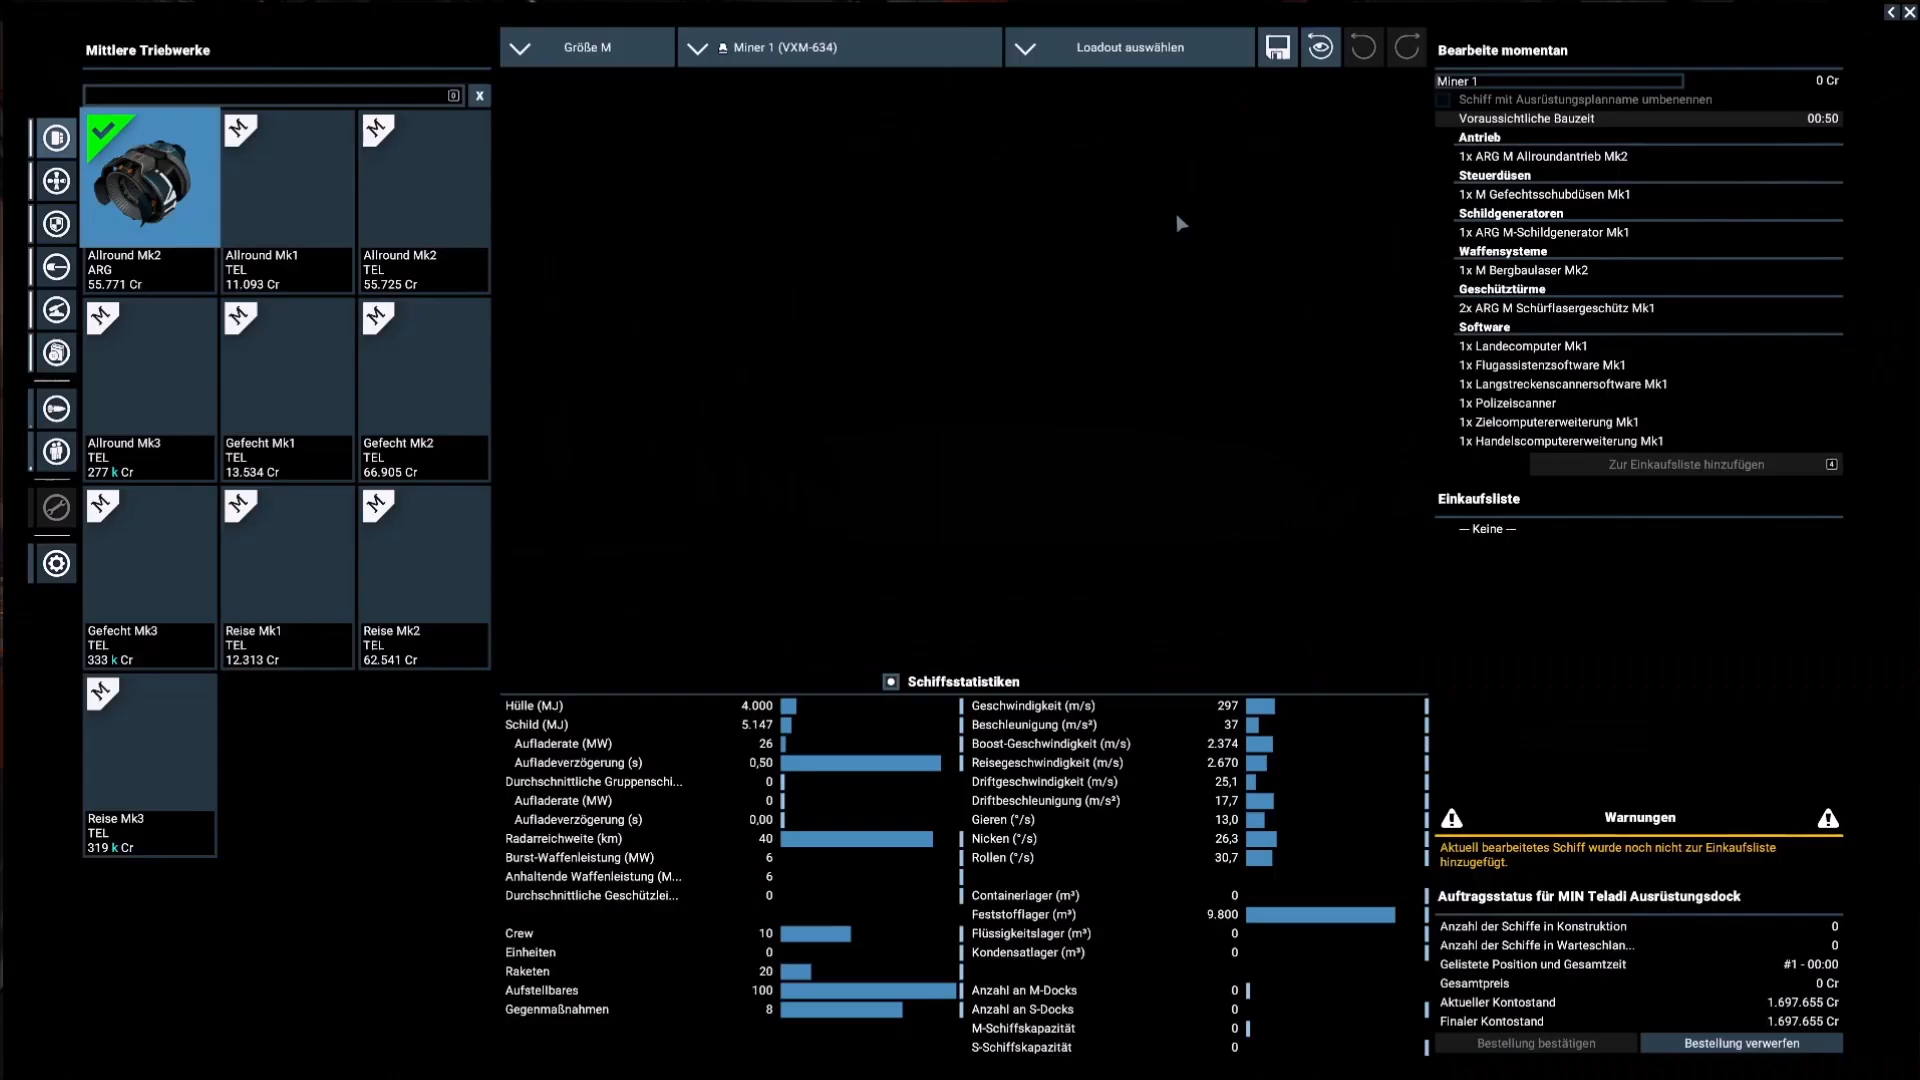 Mittlere Triebwerke
Größe M
Miner 1 (VXM-634)
Loadout auswählen
0
X
Allround Mk2
ARG
55.771 Cr
M
Allround Mk1
TEL
11.093 Cr
M
Allround Mk2
TEL
55.725 Cr
M
Allround Mk3
TEL
277 k Cr
M
Gefecht Mk1
TEL
13.534 Cr
M
Gefecht Mk2
TEL
66.905 Cr
M
Gefecht Mk3
TEL
333 k Cr
M
Reise Mk1
TEL
12.313 Cr
M
Reise Mk2
TEL
62.541 Cr
M
Reise Mk3
TEL
319 k Cr
Schiffsstatistiken
Hülle (MJ) 4.000
Schild (MJ) 5.147
Aufladerate (MW) 26
Aufladeverzögerung (s) 0,50
Durchschnittliche Gruppenschi... 0
Aufladerate (MW) 0
Aufladeverzögerung (s) 0,00
Radarreichweite (km) 40
Burst-Waffenleistung (MW) 6
Anhaltende Waffenleistung (M... 6
Durchschnittliche Geschützlei... 0
Crew 10
Einheiten 0
Raketen 20
Aufstellbares 100
Gegenmaßnahmen 8
Geschwindigkeit (m/s) 297
Beschleunigung (m/s²) 37
Boost-Geschwindigkeit (m/s) 2.374
Reisegeschwindigkeit (m/s) 2.670
Driftgeschwindigkeit (m/s) 25,1
Driftbeschleunigung (m/s²) 17,7
Gieren (°/s) 13,0
Nicken (°/s) 26,3
Rollen (°/s) 30,7
Containerlager (m³) 0
Feststofflager (m³) 9.800
Flüssigkeitslager (m³) 0
Kondensatlager (m³) 0
Anzahl an M-Docks 0
Anzahl an S-Docks 0
M-Schiffskapazität 0
S-Schiffskapazität 0
Bearbeite momentan
Miner 1 0 Cr
Schiff mit Ausrüstungsplanname umbenennen
Voraussichtliche Bauzeit 00:50
Antrieb
1x ARG M Allroundantrieb Mk2
Steuerdüsen
1x M Gefechtsschubdüsen Mk1
Schildgeneratoren
1x ARG M-Schildgenerator Mk1
Waffensysteme
1x M Bergbaulaser Mk2
Geschütztürme
2x ARG M Schürflasergeschütz Mk1
Software
1x Landecomputer Mk1
1x Flugassistenzsoftware Mk1
1x Langstreckenscannersoftware Mk1
1x Polizeiscanner
1x Zielcomputererweiterung Mk1
1x Handelscomputererweiterung Mk1
Zur Einkaufsliste hinzufügen 4
Einkaufsliste
— Keine —
Warnungen
Aktuell bearbeitetes Schiff wurde noch nicht zur Einkaufsliste
hinzugefügt.
Auftragsstatus für MIN Teladi Ausrüstungsdock
Anzahl der Schiffe in Konstruktion 0
Anzahl der Schiffe in Warteschlan... 0
Gelistete Position und Gesamtzeit #1 - 00:00
Gesamtpreis 0 Cr
Aktueller Kontostand 1.697.655 Cr
Finaler Kontostand 1.697.655 Cr
Bestellung bestätigen
Bestellung verwerfen